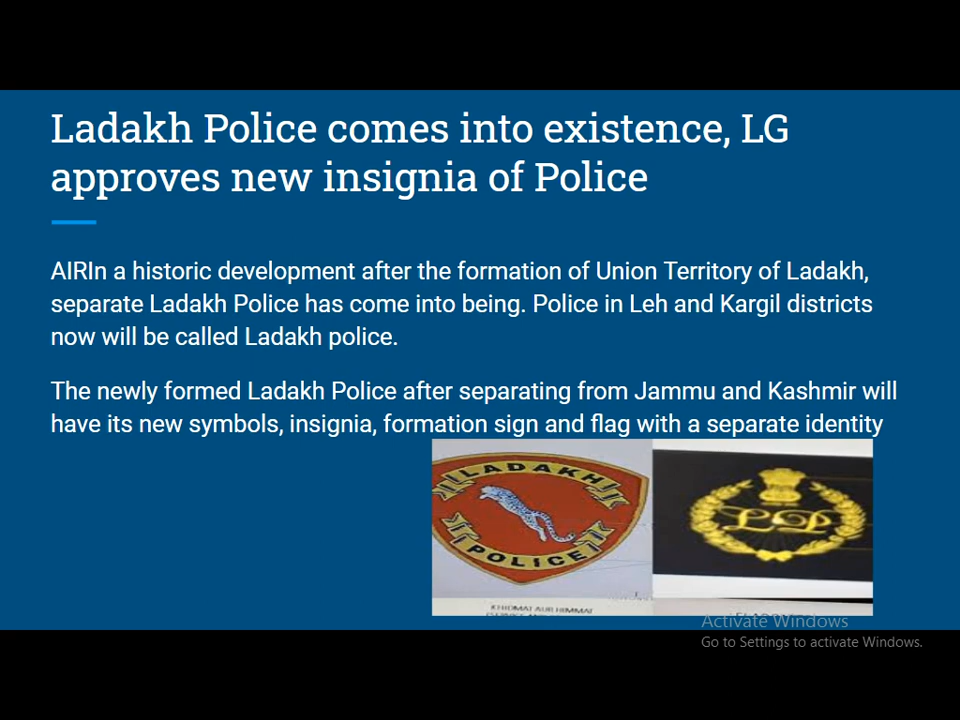 Ladakh Police comes into existence, LG
approves new insignia of Police
AIRIn a historic development after the formation of Union Territory of Ladakh,
separate Ladakh Police has come into being. Police in Leh and Kargil districts
now will be called Ladakh police.
The newly formed Ladakh Police after separating from Jammu and Kashmir will
have its new symbols, insignia, formation sign and flag with a separate identity
LADAKH
POLICE
LP
KHIDMAT AUR HIMMAT
Activate Windows
Go to Settings to activate Windows.